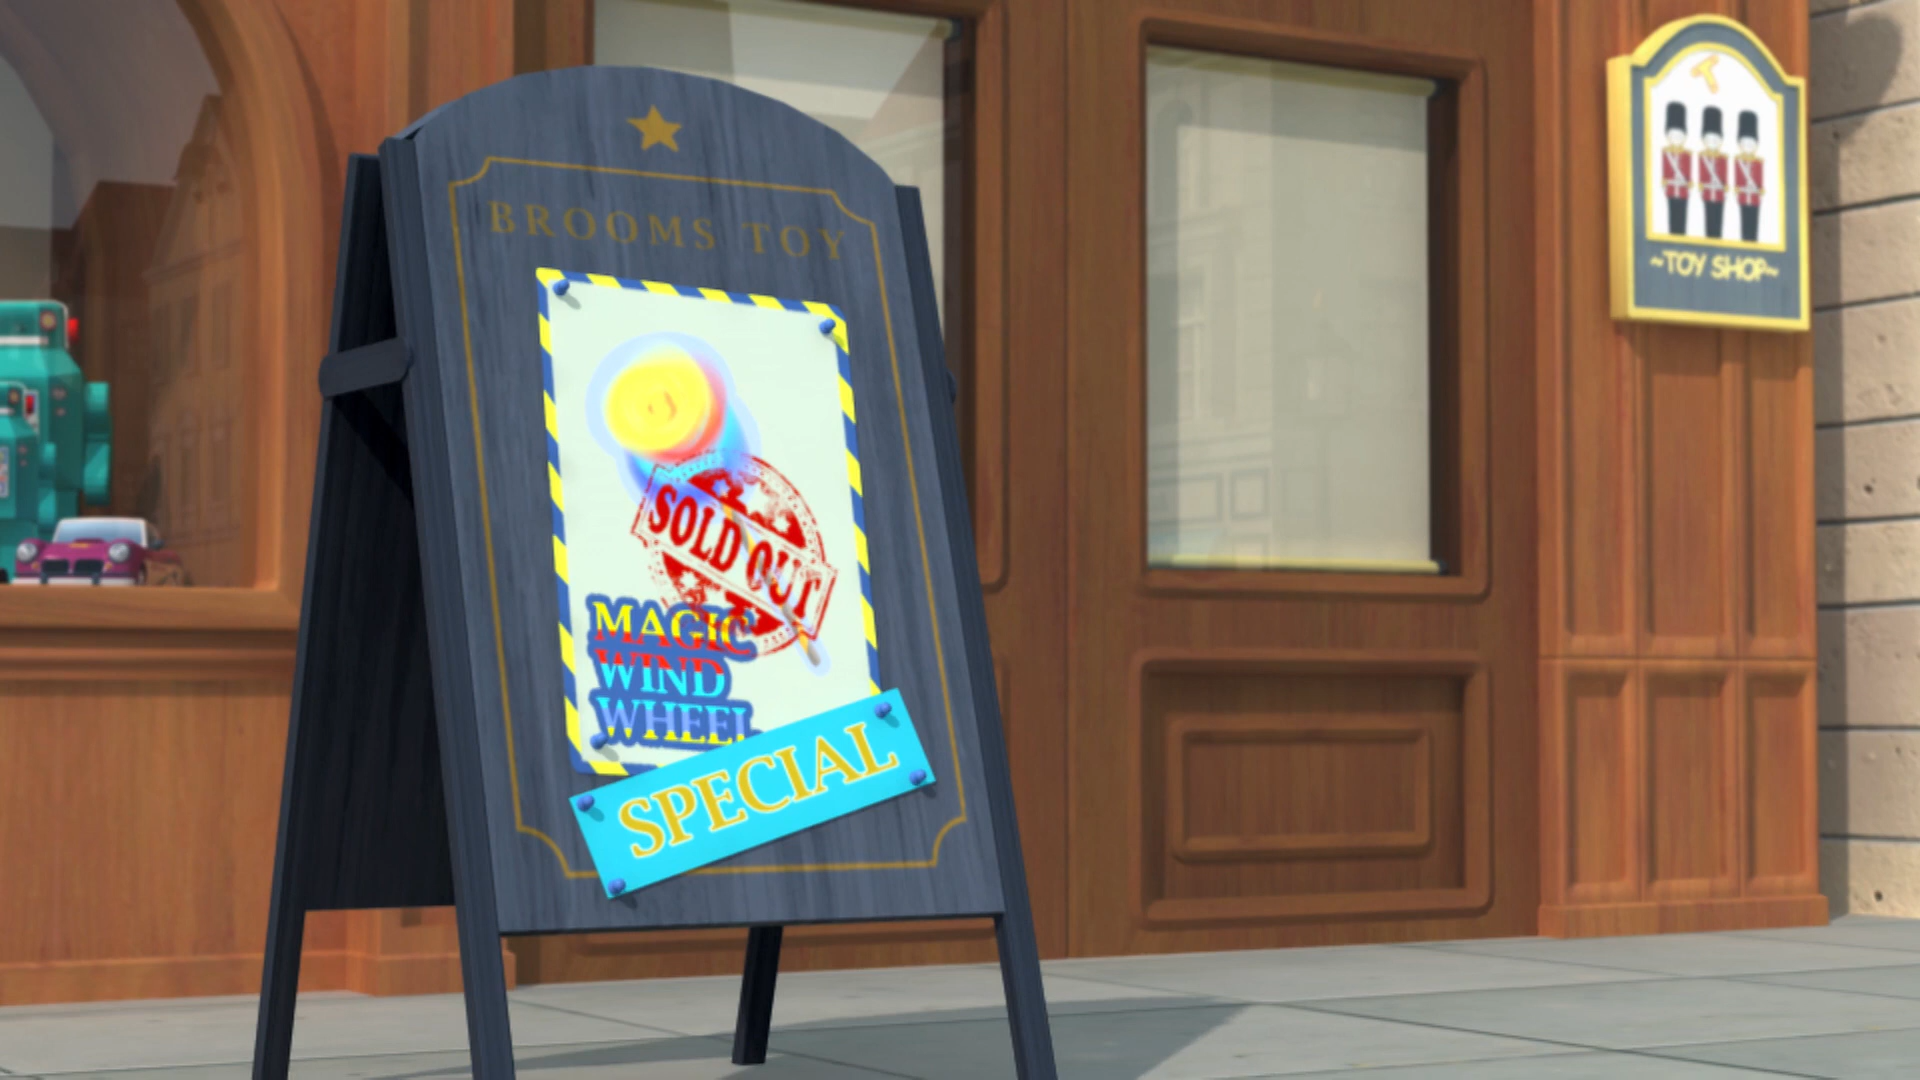 BROOMS TOY
SOLD OUT
MAGIC
WIND
WHEEL
SPECIAL
~TOY SHOP~